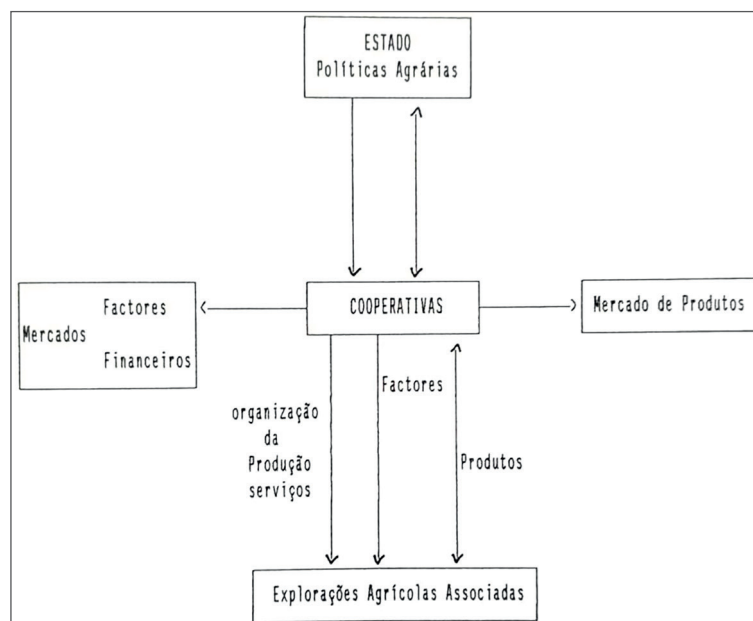 ESTADO
Políticas Agrárias
Factores
Mercados
Financeiros
COOPERATIVAS
Mercado de Produtos
Factores
organização
da
Produção
serviços
Produtos
Explorações Agrícolas Associadas